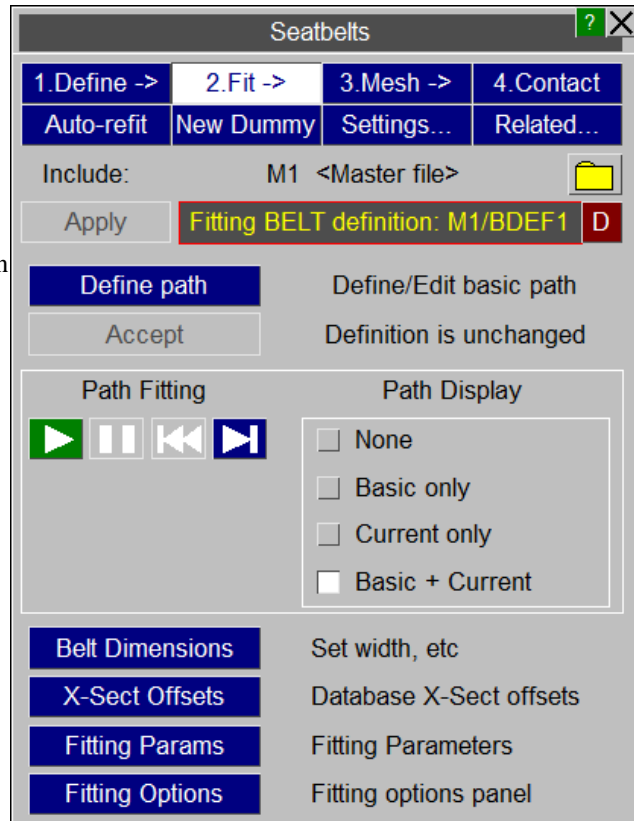 Seatbelts ?
1.Define -> 2.Fit -> 3.Mesh -> 4.Contact
Auto-refit New Dummy Settings... Related...
Include: M1 <Master file>
Apply Fitting BELT definition: M1/BDEF1 D
Define path Define/Edit basic path
Accept Definition is unchanged
Path Fitting Path Display
None
Basic only
Current only
Basic + Current
Belt Dimensions Set width, etc
X-Sect Offsets Database X-Sect offsets
Fitting Params Fitting Parameters
Fitting Options Fitting options panel